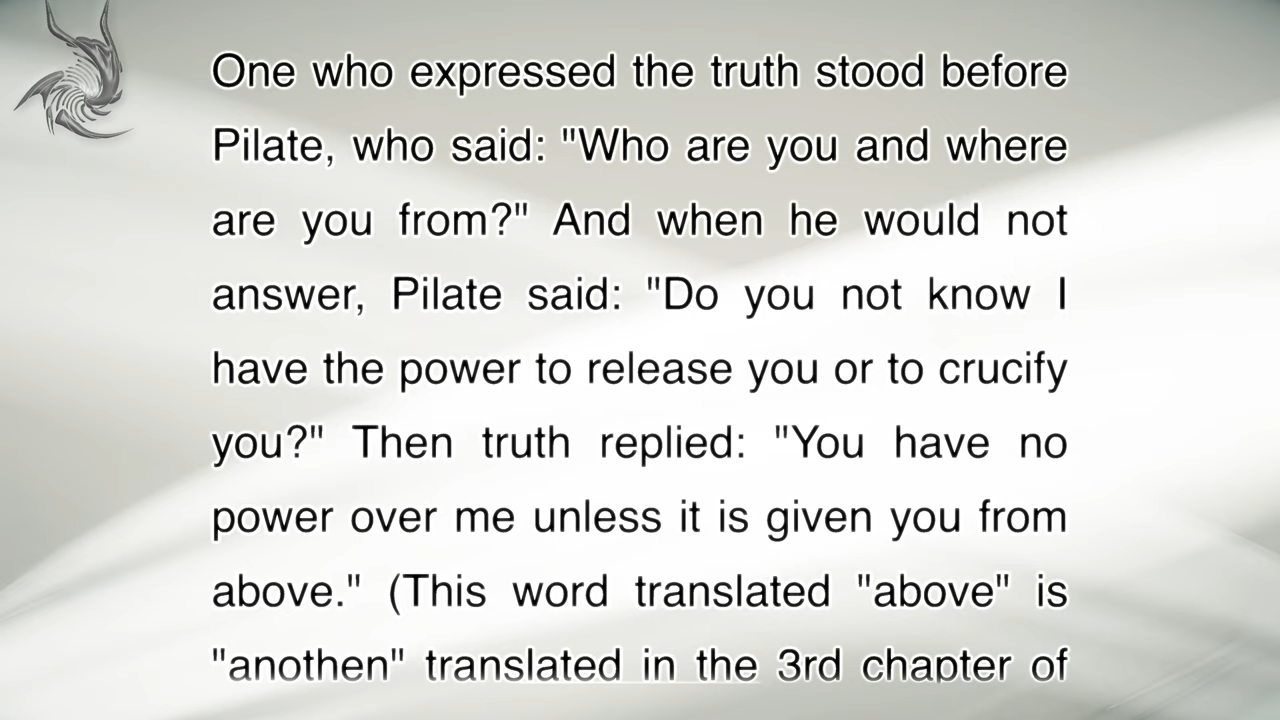 One who expressed the truth stood before
Pilate, who said: "Who are you and where
are you from?" And when he would not
answer, Pilate said: "Do you not know I
have the power to release you or to crucify
you?" Then truth replied: "You have no
power over me unless it is given you from
above." (This word translated "above" is
"anothen" translated in the 3rd chapter of